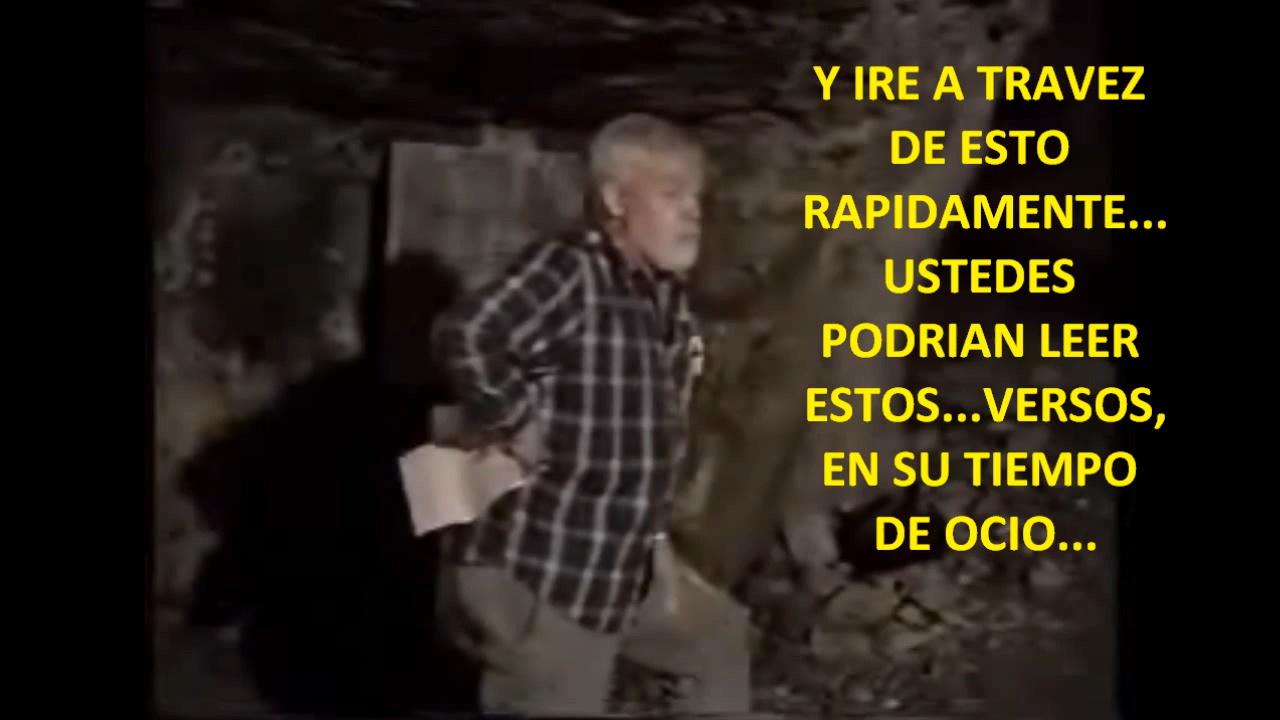 Y IRE A TRAVEZ
DE ESTO
RAPIDAMENTE...
USTEDES
PODRIAN LEER
ESTOS...VERSOS,
EN SU TIEMPO
DE OCIO...